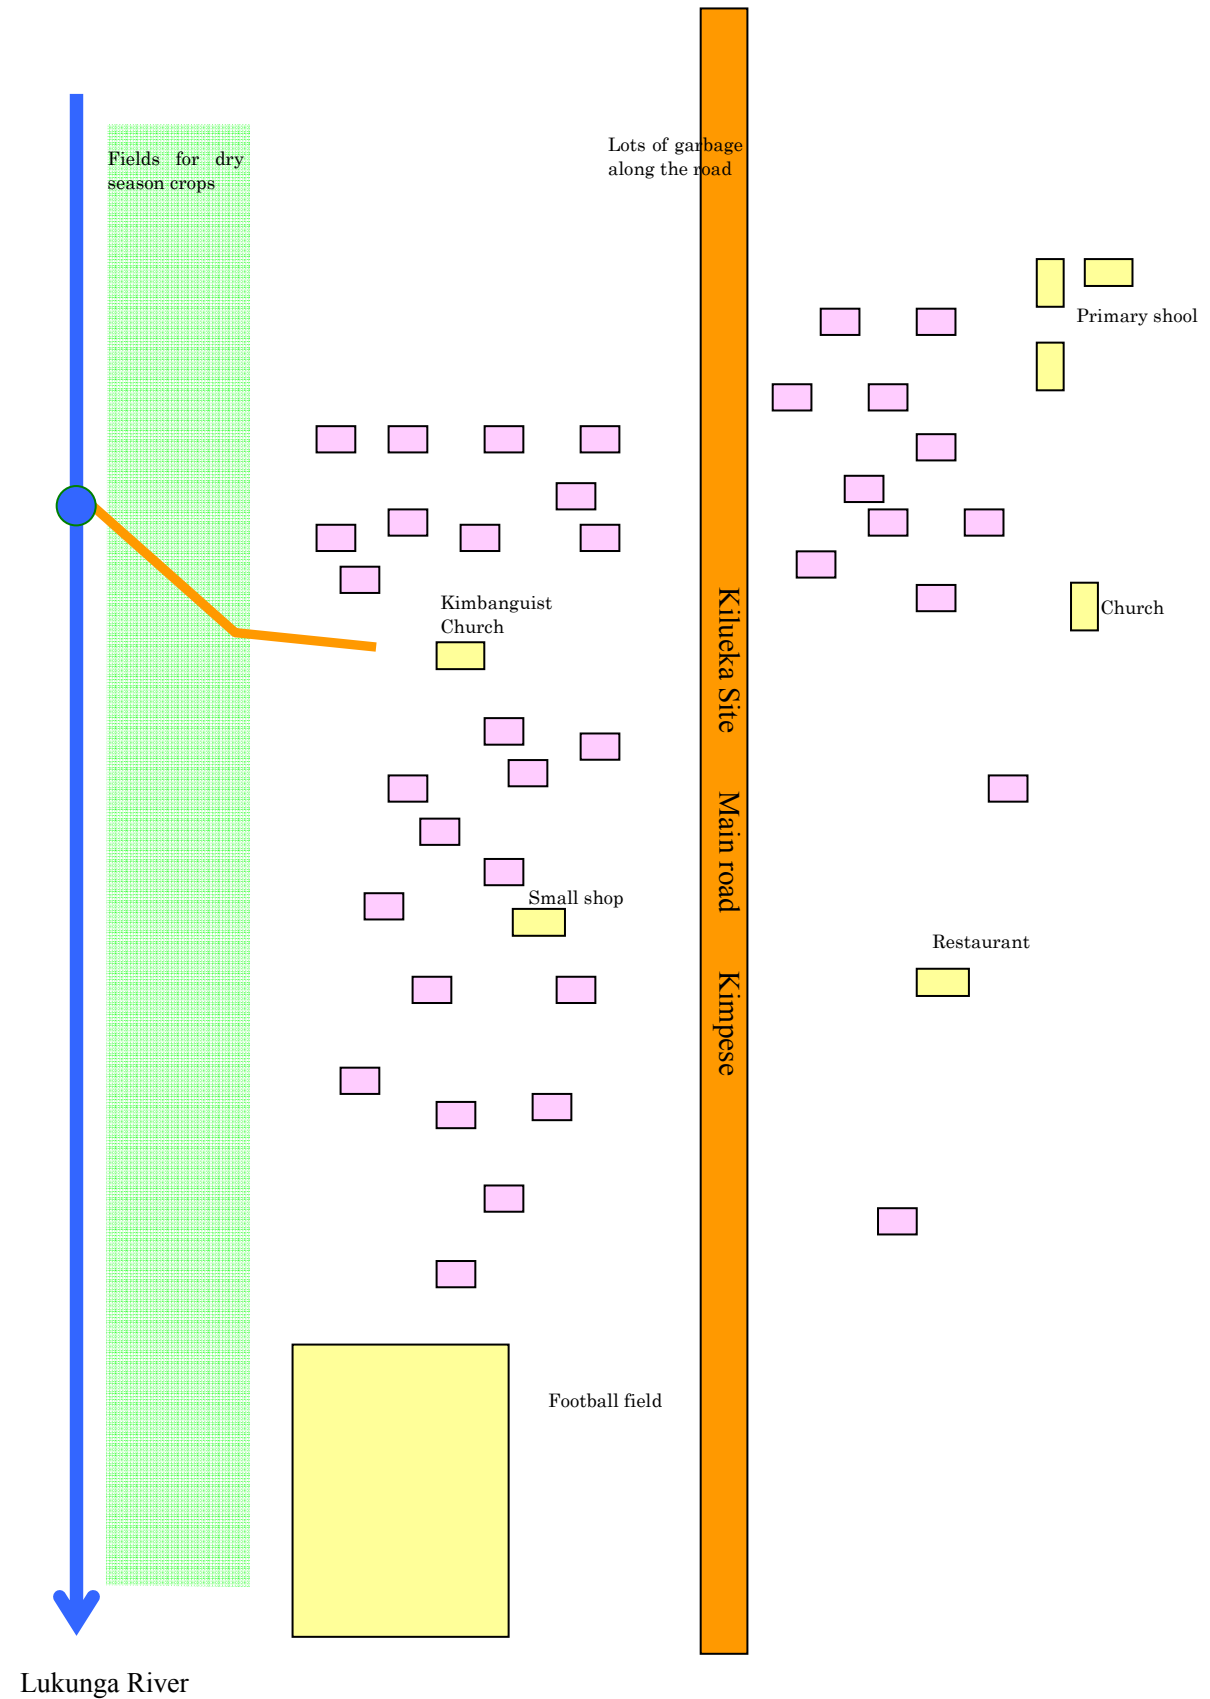 Lots of garbage
along the road
Fields for dry
season crops
Primary shool
Kimbanguist
Church
Church
Kilueka Site Main road Kimpese
Small shop
Restaurant
Football field
Lukunga River